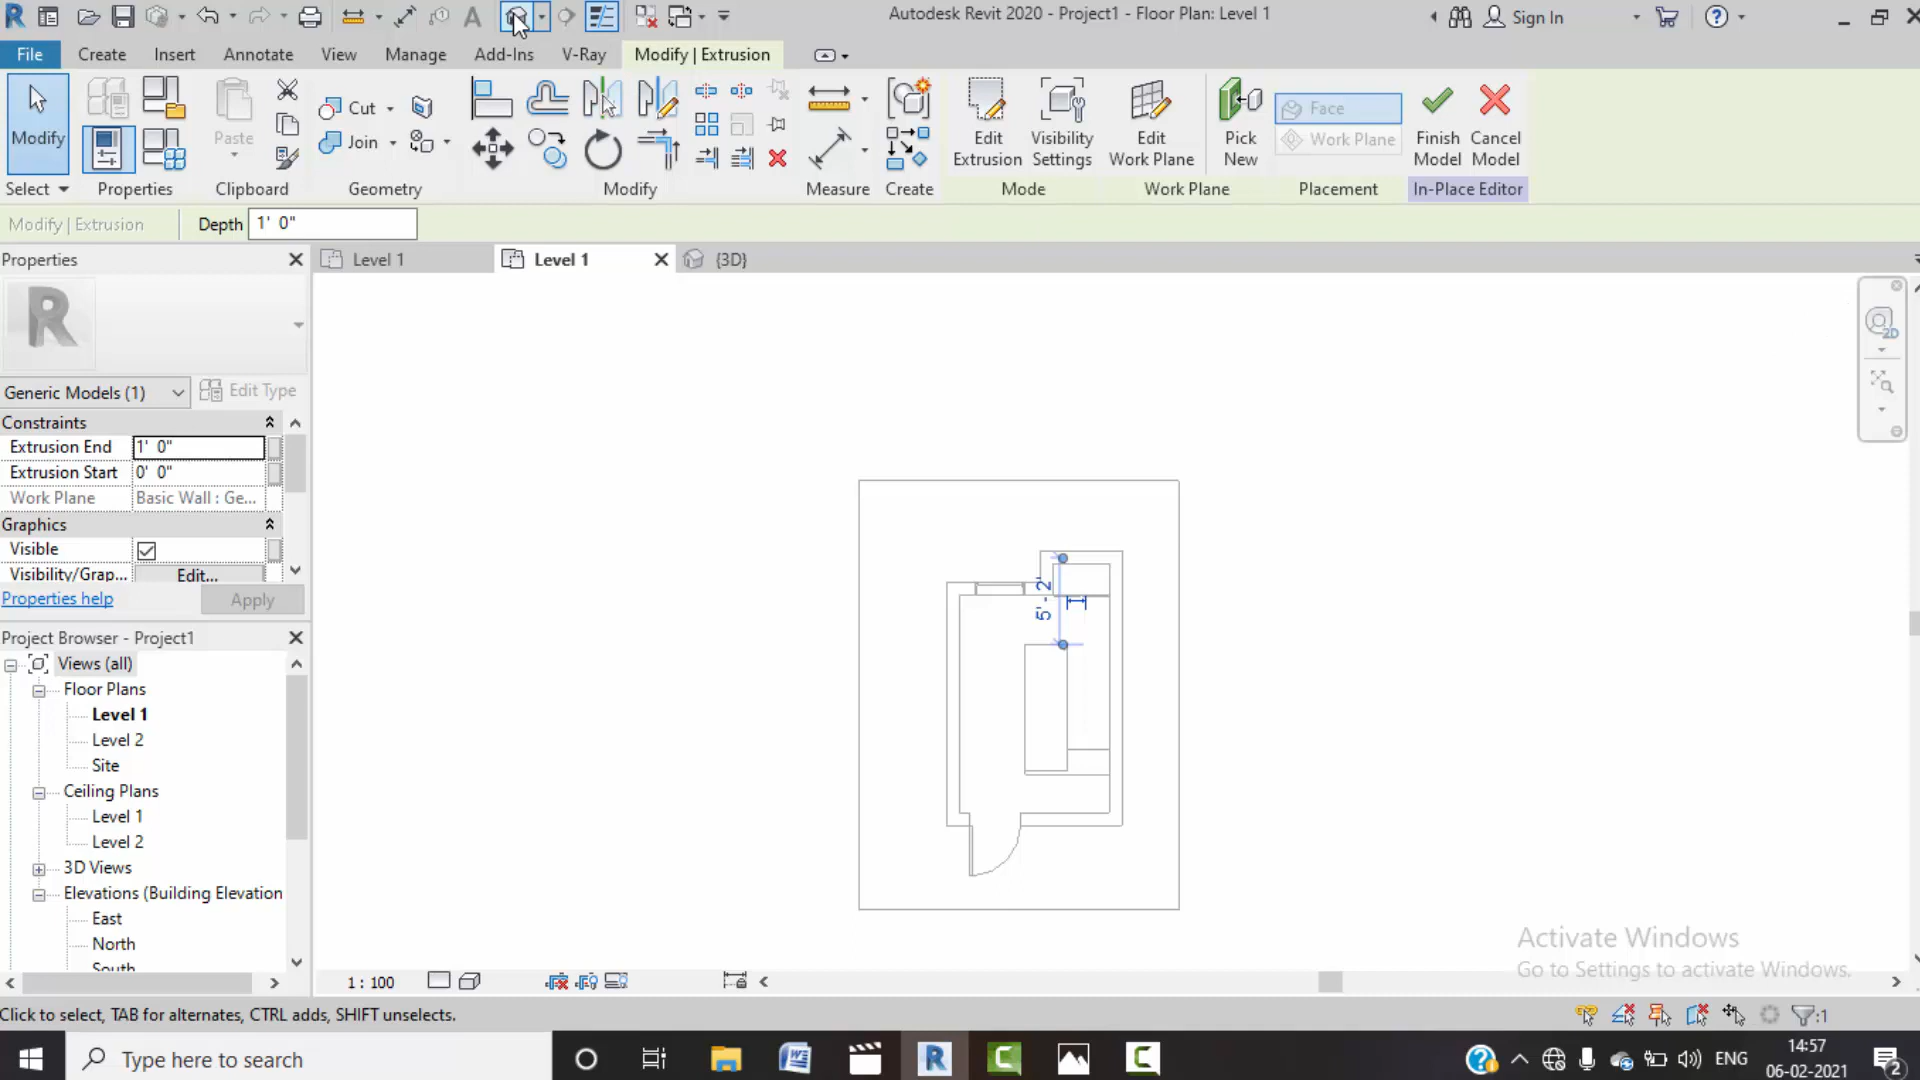 Autodesk Revit 2020 - Project1 - Floor Plan: Level 1
Sign In
File
Create
Insert
Annotate
View
Manage
Add-Ins
V-Ray
Modify | Extrusion
Modify
Paste
Cut
Join
Edit Extrusion
Visibility Settings
Edit Work Plane
Pick New
Face
Work Plane
Finish Model
Cancel Model
Select
Properties
Clipboard
Geometry
Modify
Measure
Create
Mode
Work Plane
Placement
In-Place Editor
Modify | Extrusion
Depth 1' 0"
Properties
Level 1
Level 1
{3D}
Generic Models (1)
Edit Type
Constraints
Extrusion End 1' 0"
Extrusion Start 0' 0"
Work Plane Basic Wall : Ge...
Graphics
Visible
Visibility/Grap... Edit...
Properties help
Apply
Project Browser - Project1
Views (all)
Floor Plans
Level 1
Level 2
Site
Ceiling Plans
Level 1
Level 2
3D Views
Elevations (Building Elevation
East
North
South
5' - 2"
2D
1 : 100
Activate Windows
Go to Settings to activate Windows.
Click to select, TAB for alternates, CTRL adds, SHIFT unselects.
:1
Type here to search
ENG
14:57
06-02-2021
2